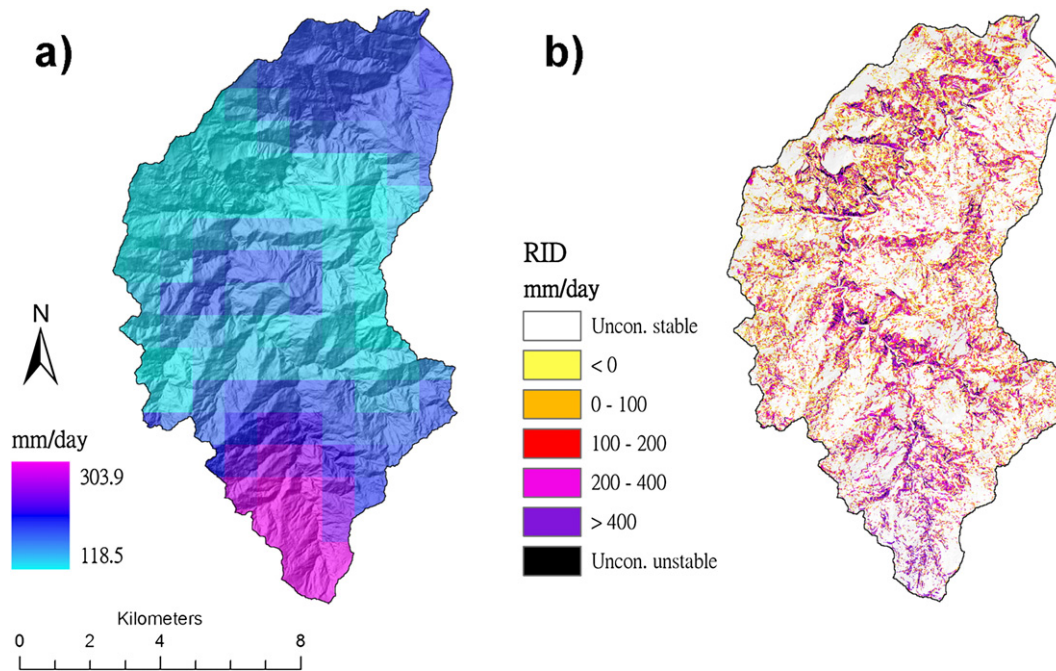 a)
N
mm/day
303.9
118.5
Kilometers
0 2 4 8
b)
RID
mm/day
Uncon. stable
< 0
0 - 100
100 - 200
200 - 400
> 400
Uncon. unstable